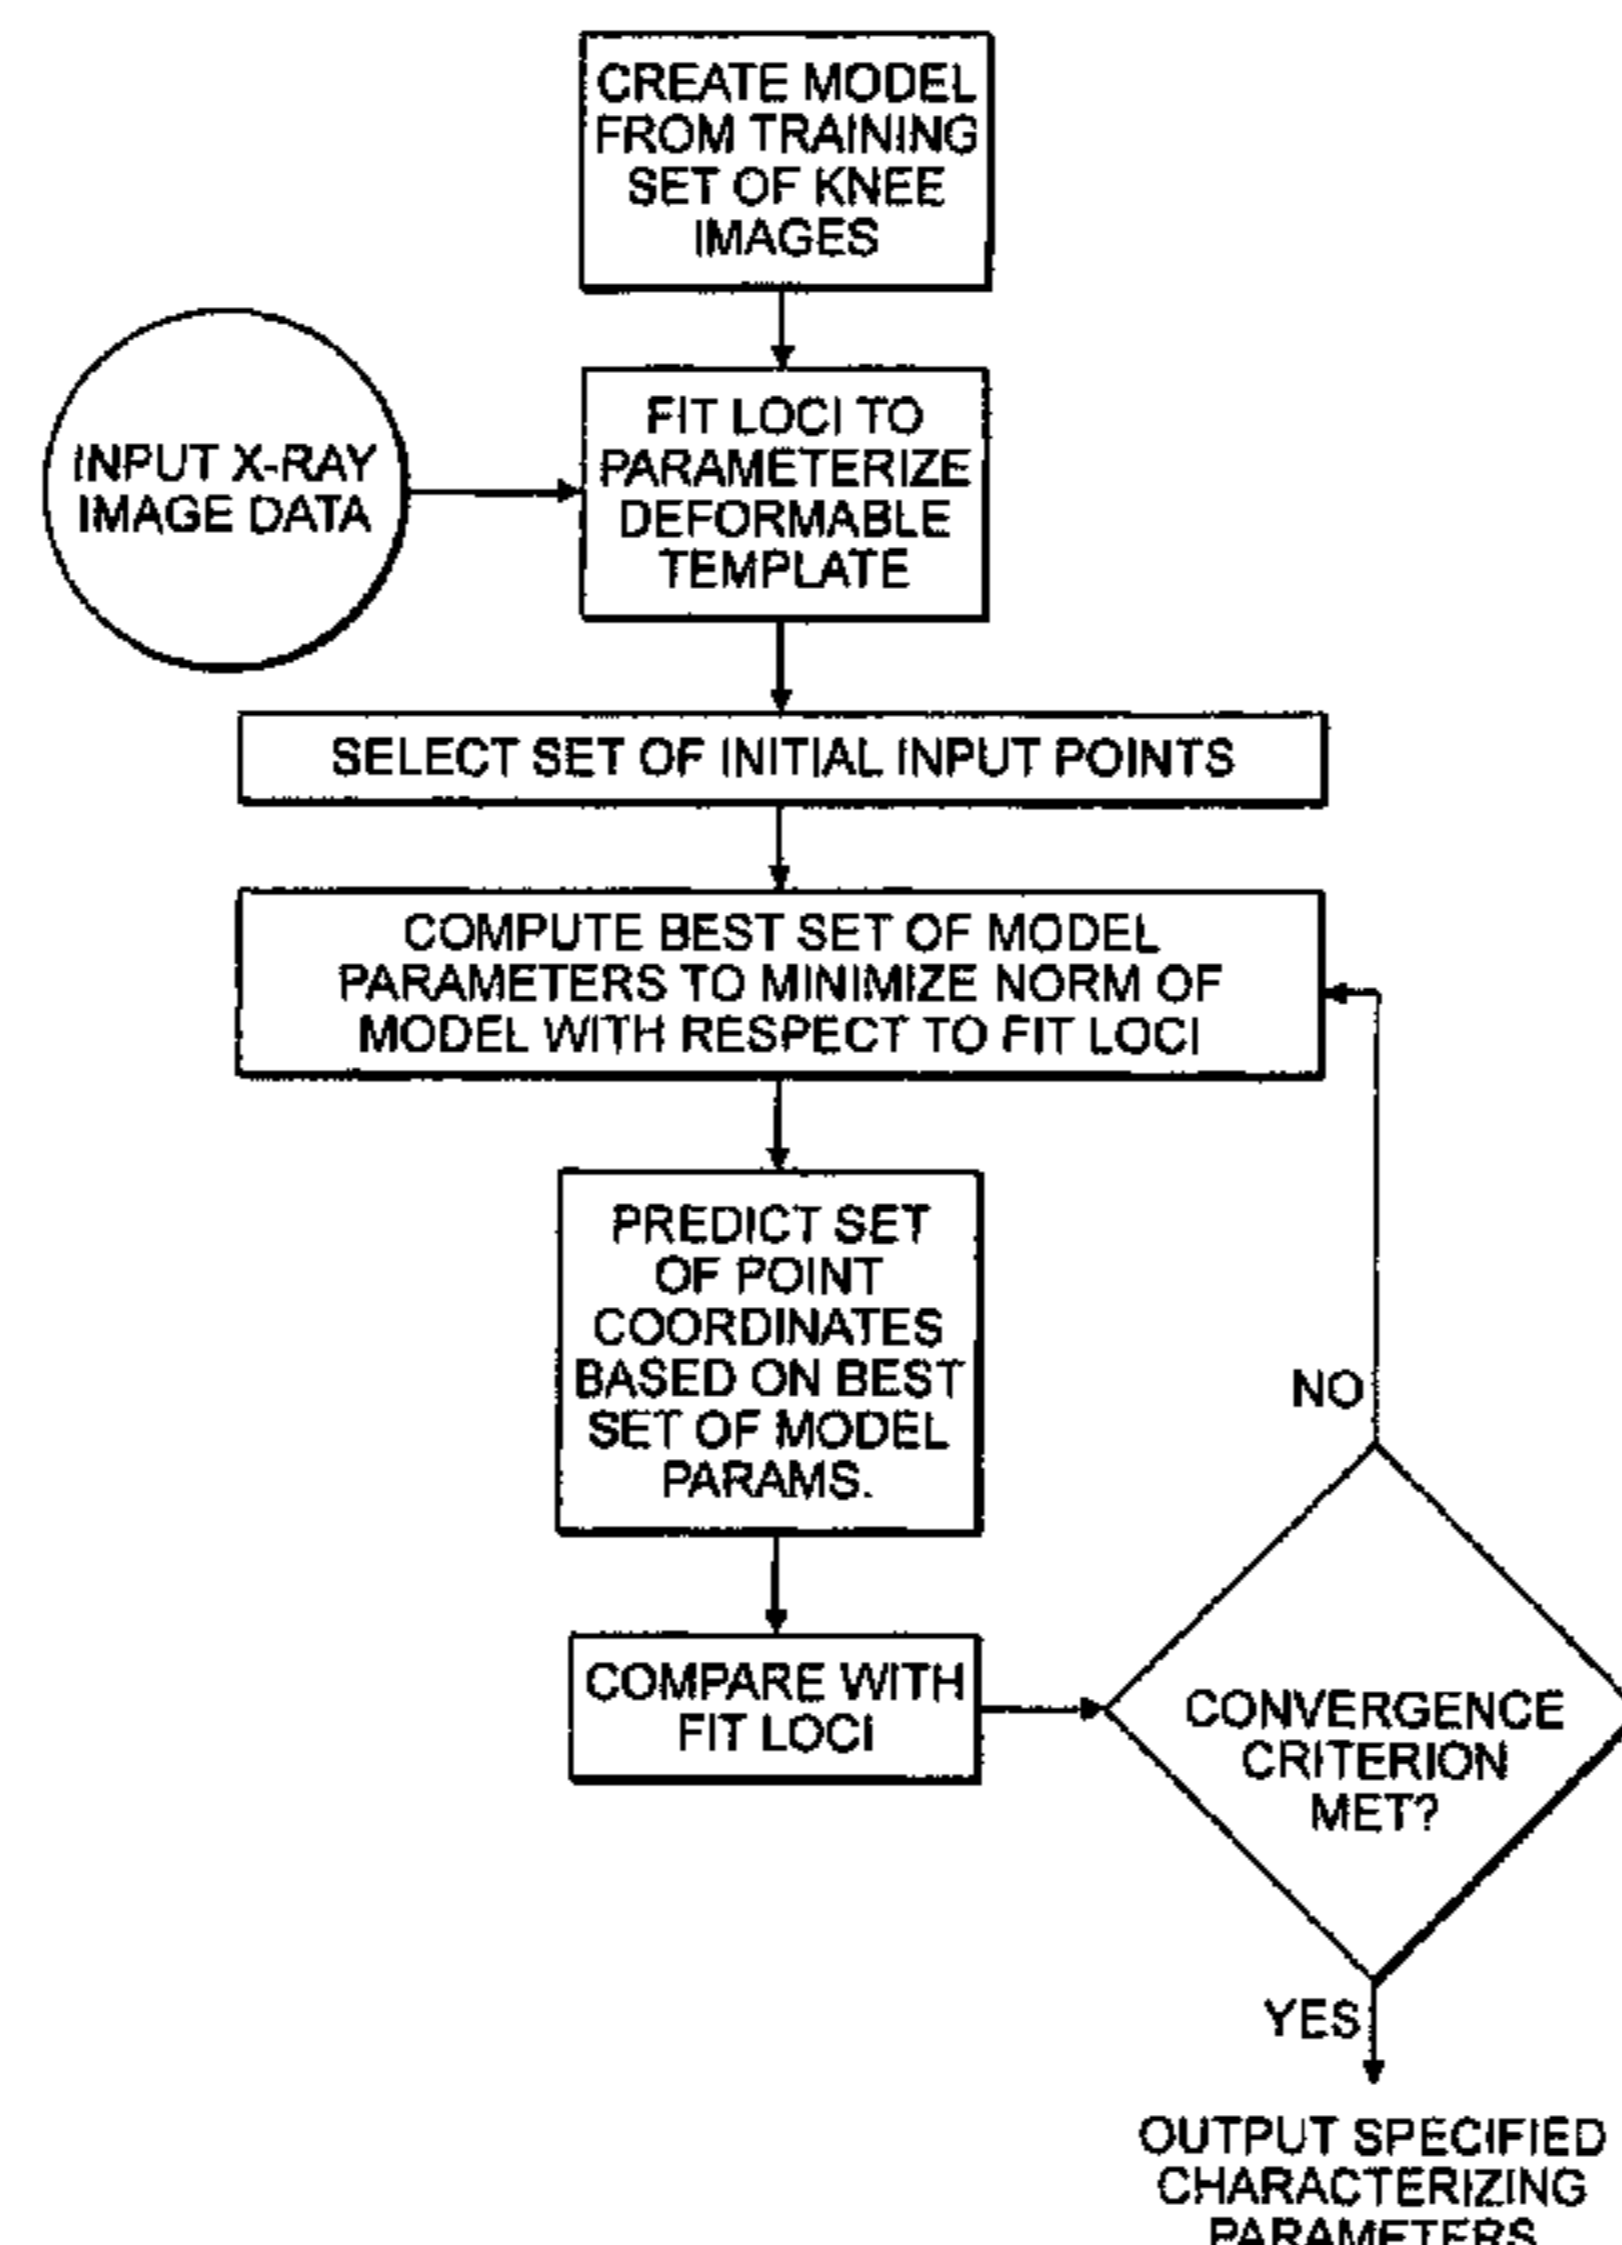 CREATE MODEL
FROM TRAINING
SET OF KNEE
IMAGES
INPUT X-RAY
IMAGE DATA
FIT LOCI TO
PARAMETERIZE
DEFORMABLE
TEMPLATE
SELECT SET OF INITIAL INPUT POINTS
COMPUTE BEST SET OF MODEL
PARAMETERS TO MINIMIZE NORM OF
MODEL WITH RESPECT TO FIT LOCI
PREDICT SET
OF POINT
COORDINATES
BASED ON BEST
SET OF MODEL
PARAMS.
NO
COMPARE WITH
FIT LOCI
CONVERGENCE
CRITERION
MET?
YES
OUTPUT SPECIFIED
CHARACTERIZING
PARAMETERS